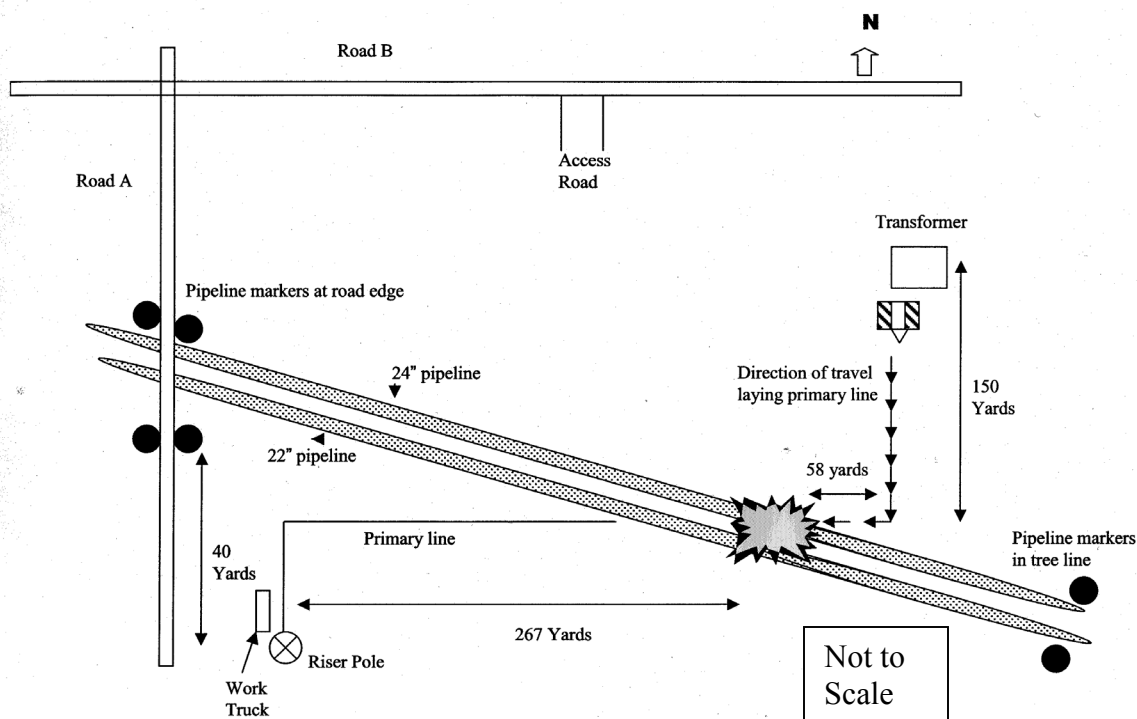 N
Road B
Access
Road
Road A
Transformer
Pipeline markers at road edge
24" pipeline
Direction of travel
laying primary line
150
Yards
22" pipeline
58 yards
Primary line
40
Yards
Pipeline markers
in tree line
267 Yards
Riser Pole
Work
Truck
Not to
Scale